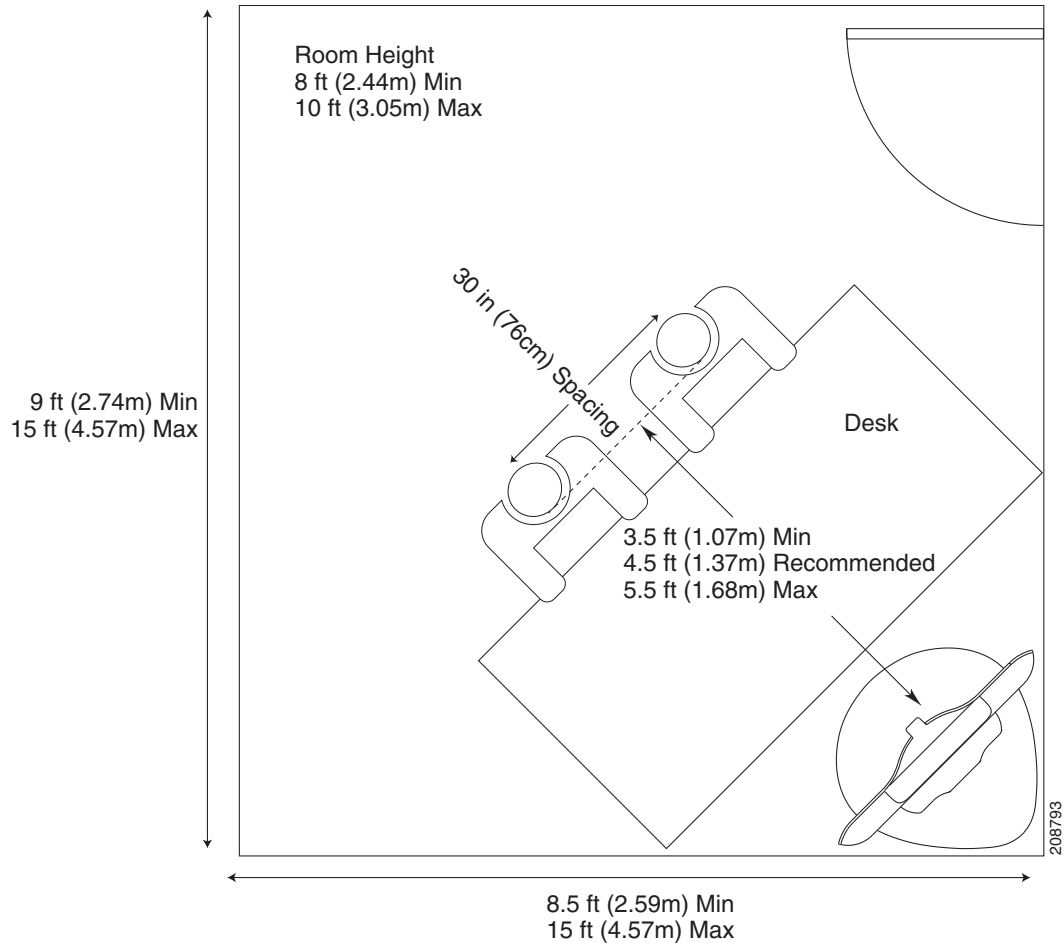 Room Height
8 ft (2.44m) Min
10 ft (3.05m) Max
30 in (76cm) Spacing
9 ft (2.74m) Min
15 ft (4.57m) Max
Desk
3.5 ft (1.07m) Min
4.5 ft (1.37m) Recommended
5.5 ft (1.68m) Max
208793
8.5 ft (2.59m) Min
15 ft (4.57m) Max